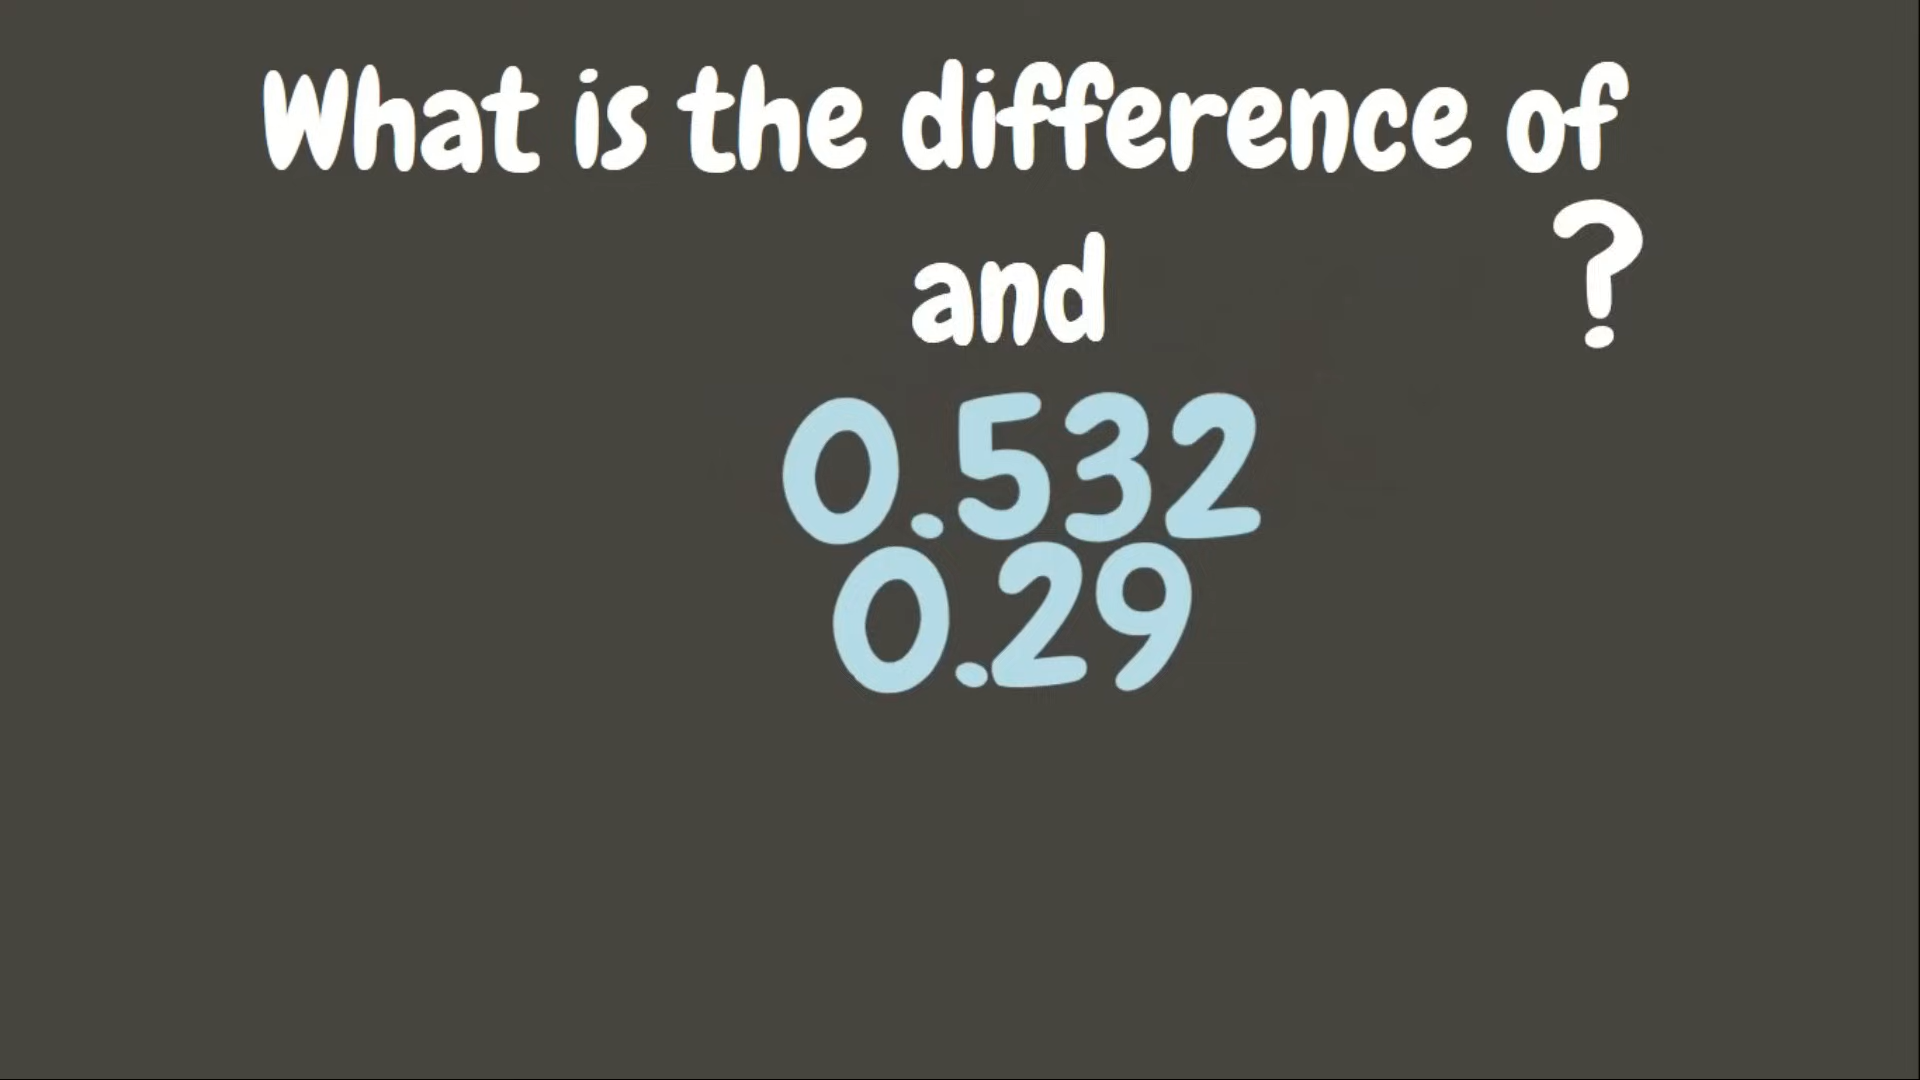 What is the difference of
and ?
0.532
0.29